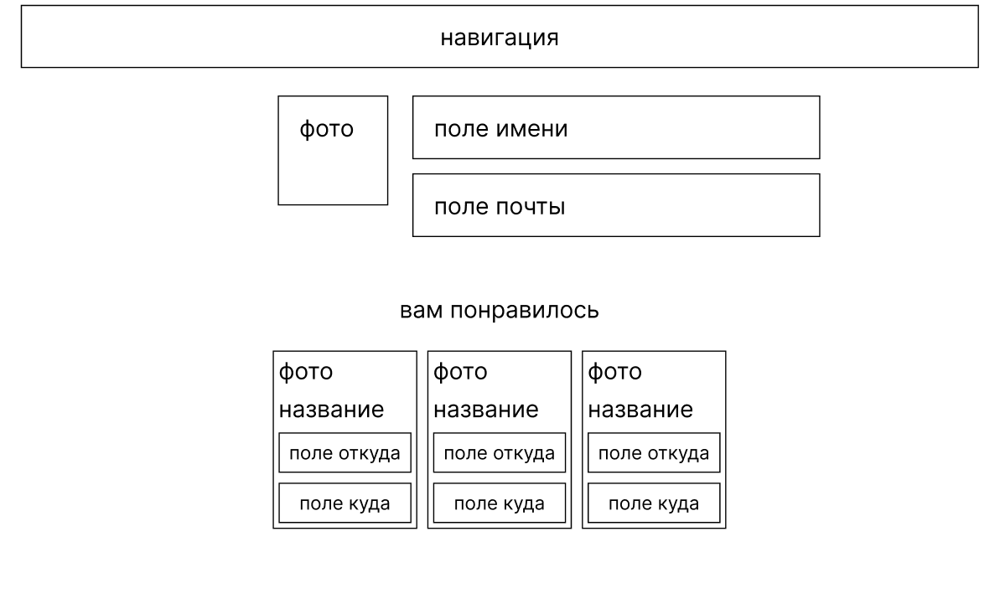 навигация
фото
поле имени
поле почты
вам понравилось
фото
название
поле откуда
поле куда
фото
название
поле откуда
поле куда
фото
название
поле откуда
поле куда